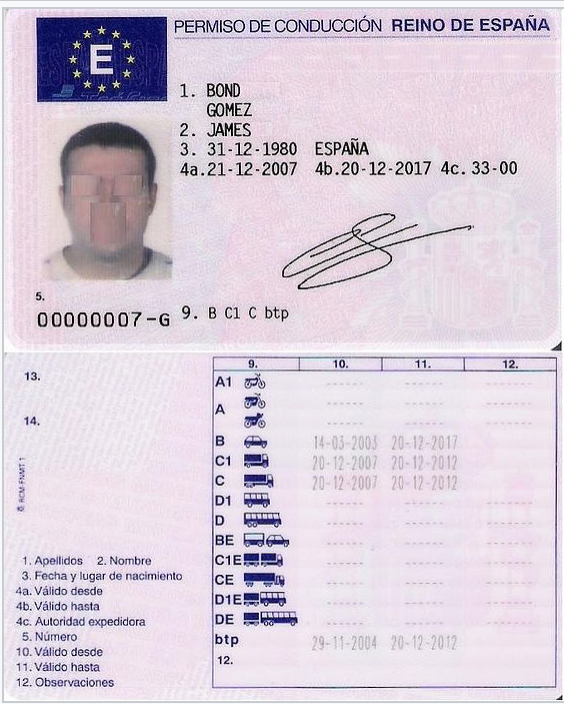 E
PERMISO DE CONDUCCIÓN REINO DE ESPAÑA
1. BOND
GOMEZ
2. JAMES
3. 31-12-1980 ESPAÑA
4a.21-12-2007 4b.20-12-2017 4c. 33-00
5.
00000007-G
9. B C1 C btp
13.
14.
© RCM-FNMT 1
9. 10. 11. 12.
A1 ------ ------ ------
A ------ ------ ------
------ ------ ------
B 14-03-2003 20-12-2017
C1 20-12-2007 20-12-2012
C 20-12-2007 20-12-2012
D1 ------ ------ ------
D ------ ------ ------
BE ------ ------ ------
C1E ------ ------ ------
CE ------ ------ ------
D1E ------ ------ ------
DE ------ ------ ------
btp 29-11-2004 20-12-2012
12.
1. Apellidos 2. Nombre
3. Fecha y lugar de nacimiento
4a. Válido desde
4b. Válido hasta
4c. Autoridad expedidora
5. Número
10. Válido desde
11. Válido hasta
12. Observaciones